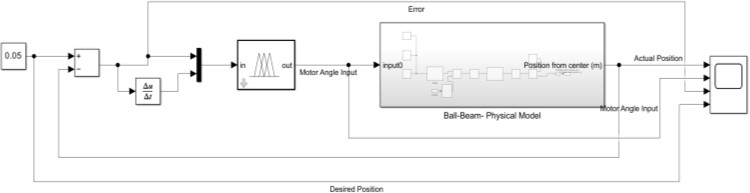 Error
0.05
+
−
Δu
Δt
in
out
Motor Angle Input
input0
Position from center (m)
Ball-Beam- Physical Model
Actual Position
Motor Angle Input
Desired Position